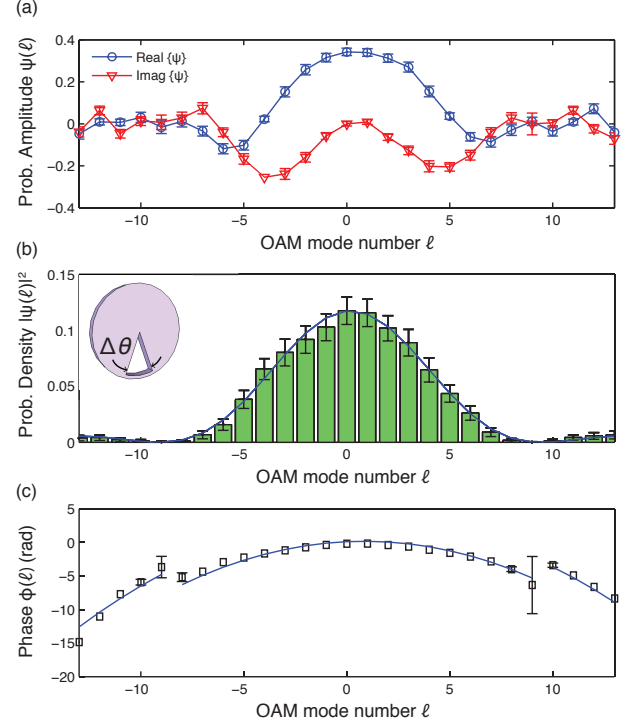 (a)
Prob. Amplitude ψ(ℓ)
0.4
0.2
0
−0.2
−0.4
Real {ψ}
Imag {ψ}
−10
−5
0
5
10
OAM mode number ℓ
(b)
Prob. Density |ψ(ℓ)|²
0.15
0.1
0.05
0
Δθ
−10
−5
0
5
10
OAM mode number ℓ
(c)
Phase ϕ(ℓ) (rad)
5
0
−5
−10
−15
−20
−10
−5
0
5
10
OAM mode number ℓ